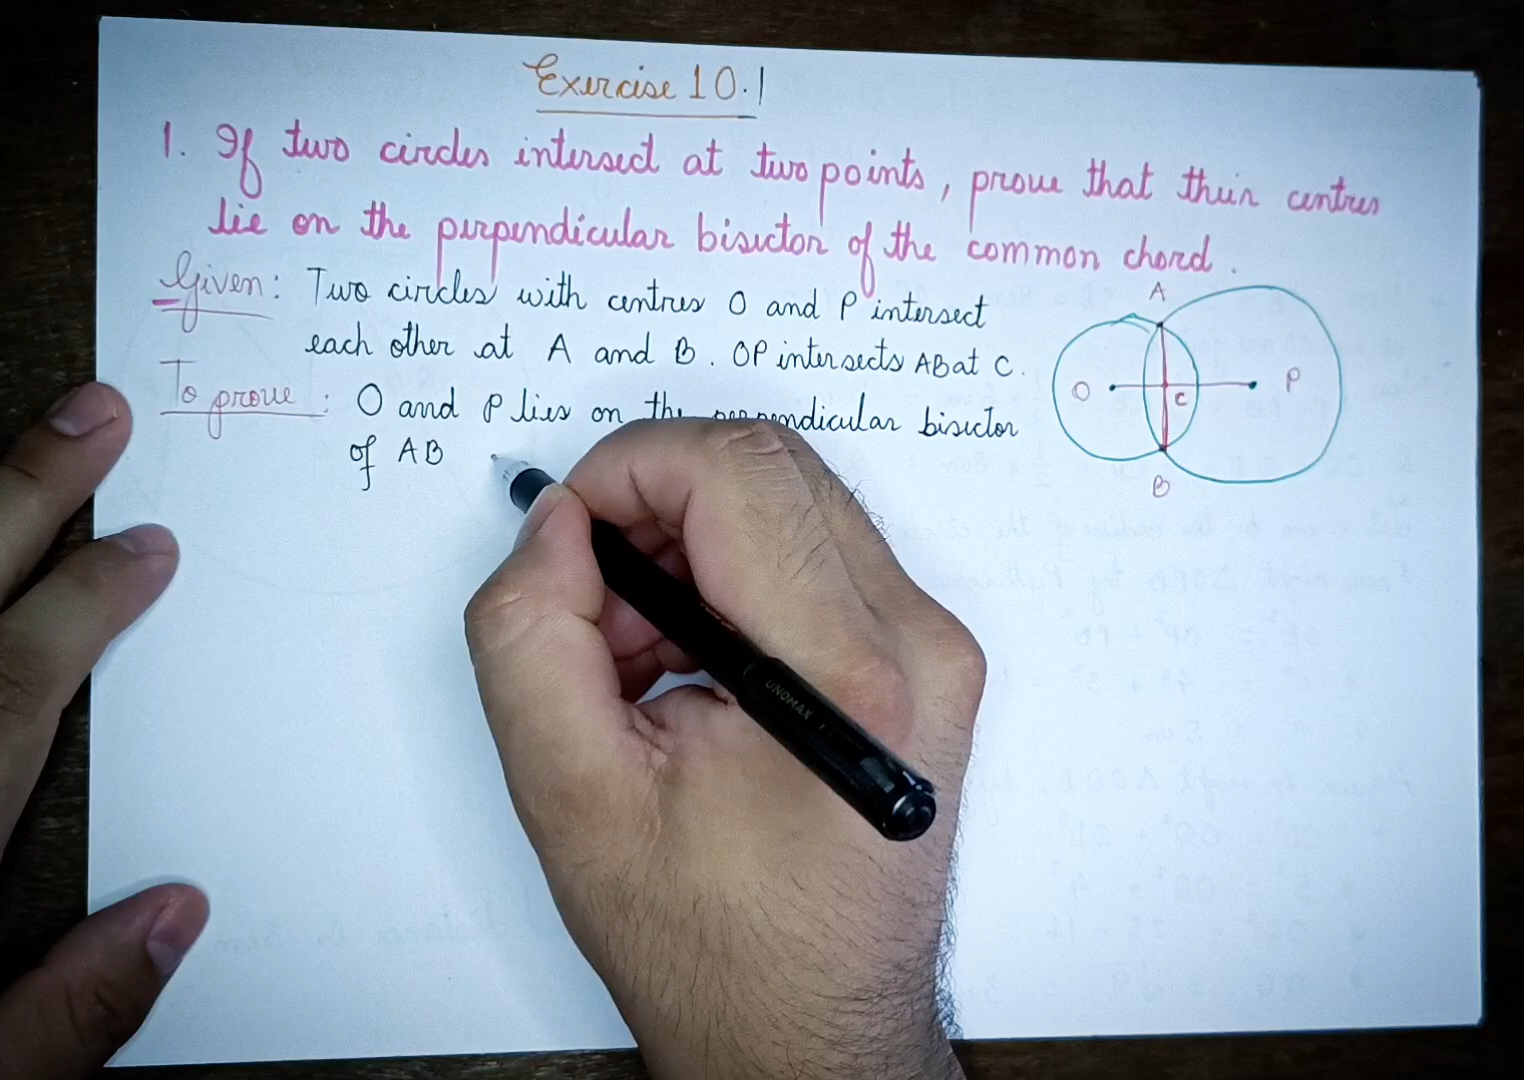 Exercise 10.1
1. If two circles intersect at two points, prove that their centres
lie on the perpendicular bisector of the common chord.
Given: Two circles with centres O and P intersect
each other at A and B. OP intersects AB at C.
To prove: O and P lies on the perpendicular bisector
of AB
A
O
C
P
B
UNOMAX